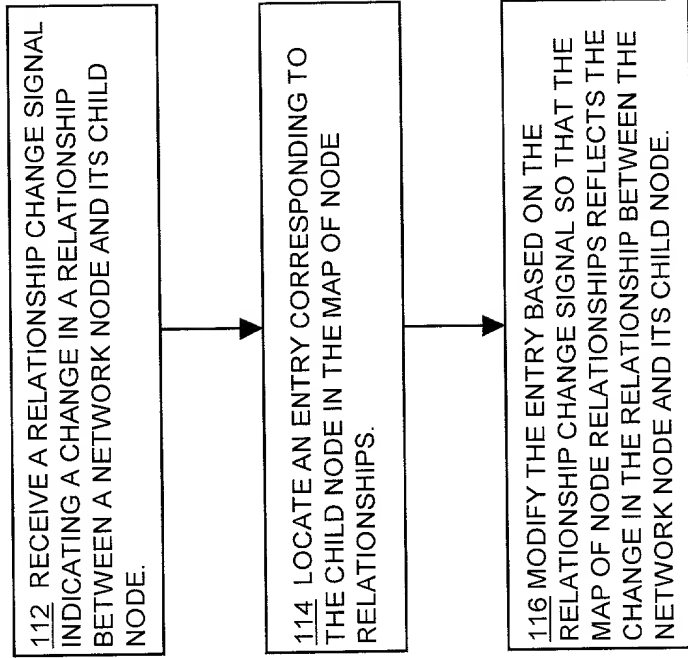 112 RECEIVE A RELATIONSHIP CHANGE SIGNAL
INDICATING A CHANGE IN A RELATIONSHIP
BETWEEN A NETWORK NODE AND ITS CHILD
NODE.
114 LOCATE AN ENTRY CORRESPONDING TO
THE CHILD NODE IN THE MAP OF NODE
RELATIONSHIPS.
116 MODIFY THE ENTRY BASED ON THE
RELATIONSHIP CHANGE SIGNAL SO THAT THE
MAP OF NODE RELATIONSHIPS REFLECTS THE
CHANGE IN THE RELATIONSHIP BETWEEN THE
NETWORK NODE AND ITS CHILD NODE.